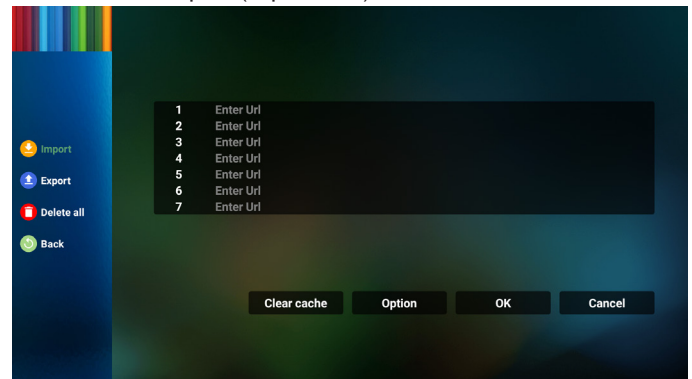 Import
Export
Delete all
Back
1 Enter Url
2 Enter Url
3 Enter Url
4 Enter Url
5 Enter Url
6 Enter Url
7 Enter Url
Clear cache Option OK Cancel